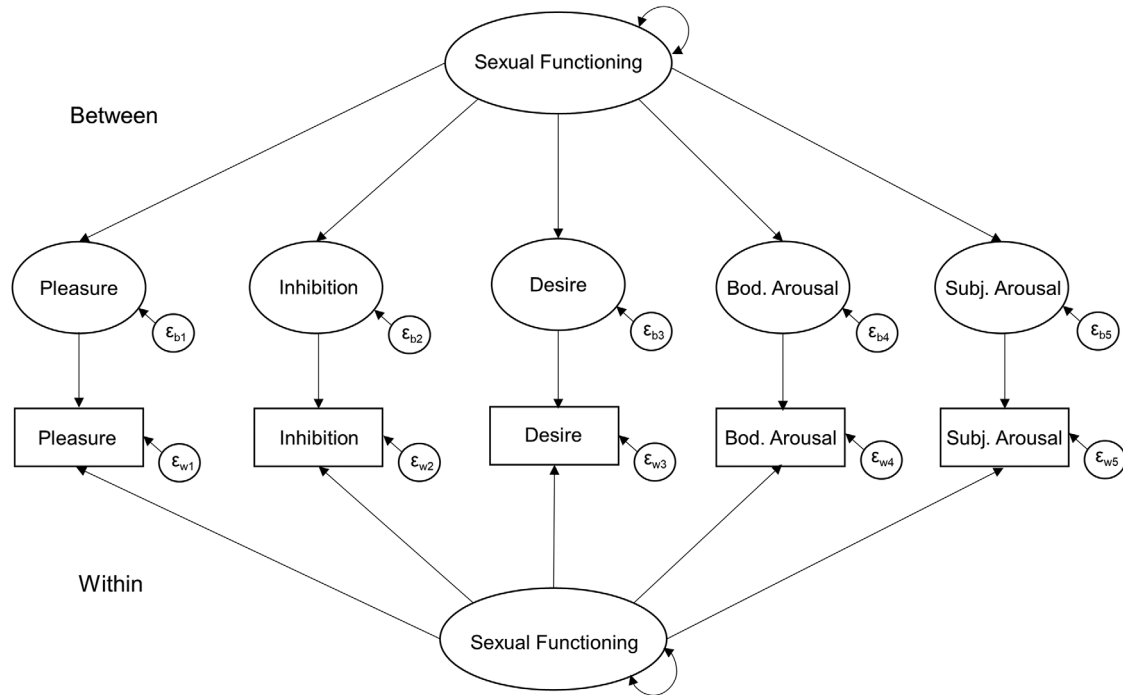 Sexual Functioning
Between
Pleasure
Inhibition
Desire
Bod. Arousal
Subj. Arousal
εb1
εb2
εb3
εb4
εb5
Pleasure
Inhibition
Desire
Bod. Arousal
Subj. Arousal
εw1
εw2
εw3
εw4
εw5
Within
Sexual Functioning